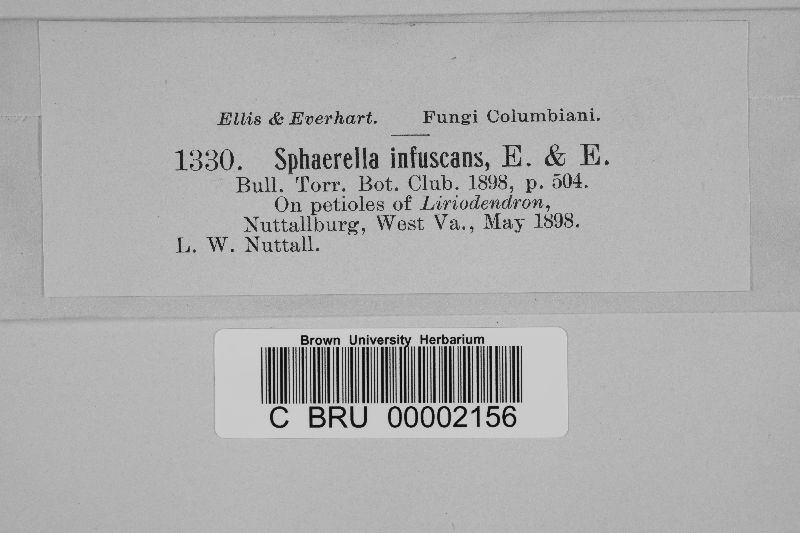 Ellis & Everhart. Fungi Columbiani.
1330. Sphaerella infuscans, E. & E.
Bull. Torr. Bot. Club. 1898, p. 504.
On petioles of Liriodendron,
Nuttallburg, West Va., May 1898.
L. W. Nuttall.
Brown University Herbarium
C BRU 00002156